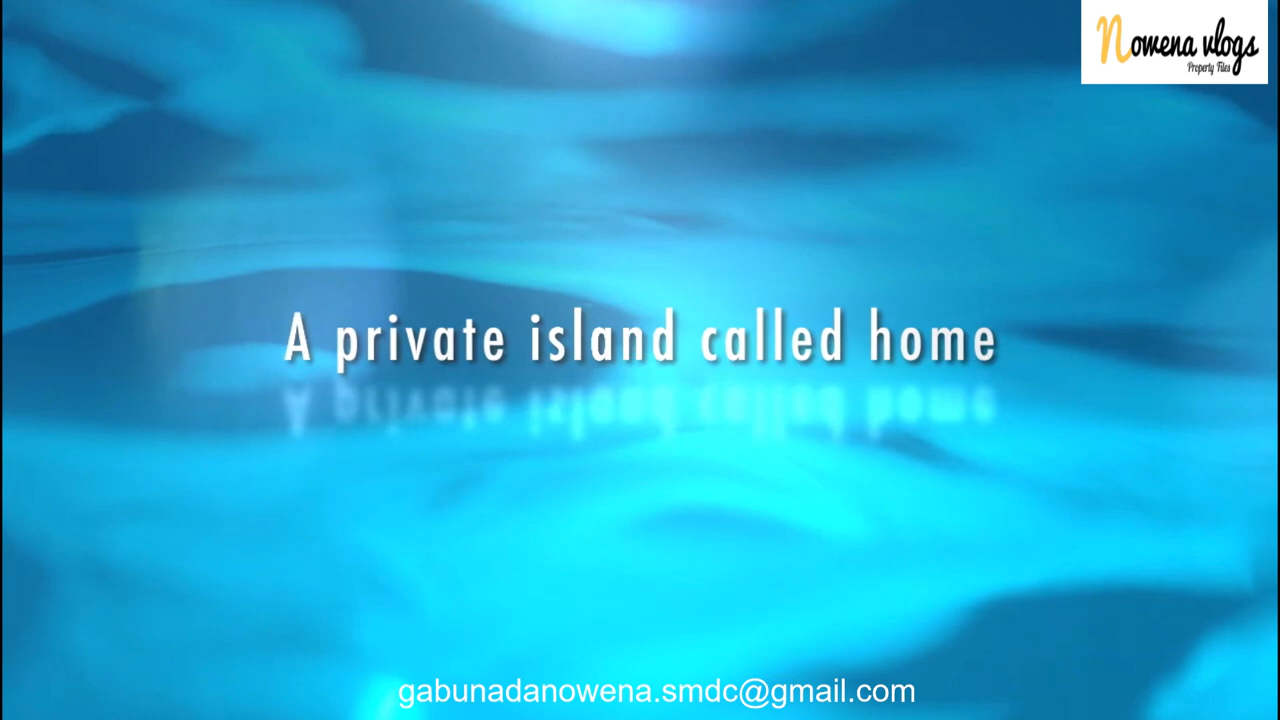 Nowena vlogs
Property Files
A private island called home
gabunadanowena.smdc@gmail.com